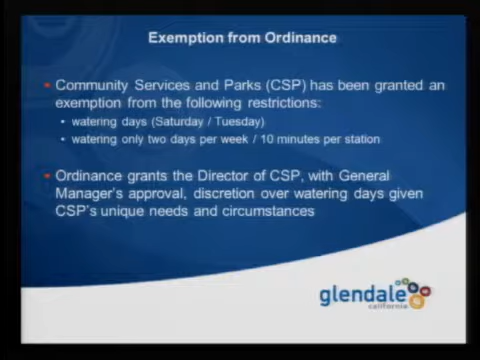 Exemption from Ordinance
• Community Services and Parks (CSP) has been granted an
exemption from the following restrictions:
• watering days (Saturday / Tuesday)
• watering only two days per week / 10 minutes per station
• Ordinance grants the Director of CSP, with General
Manager's approval, discretion over watering days given
CSP's unique needs and circumstances
glendale
california